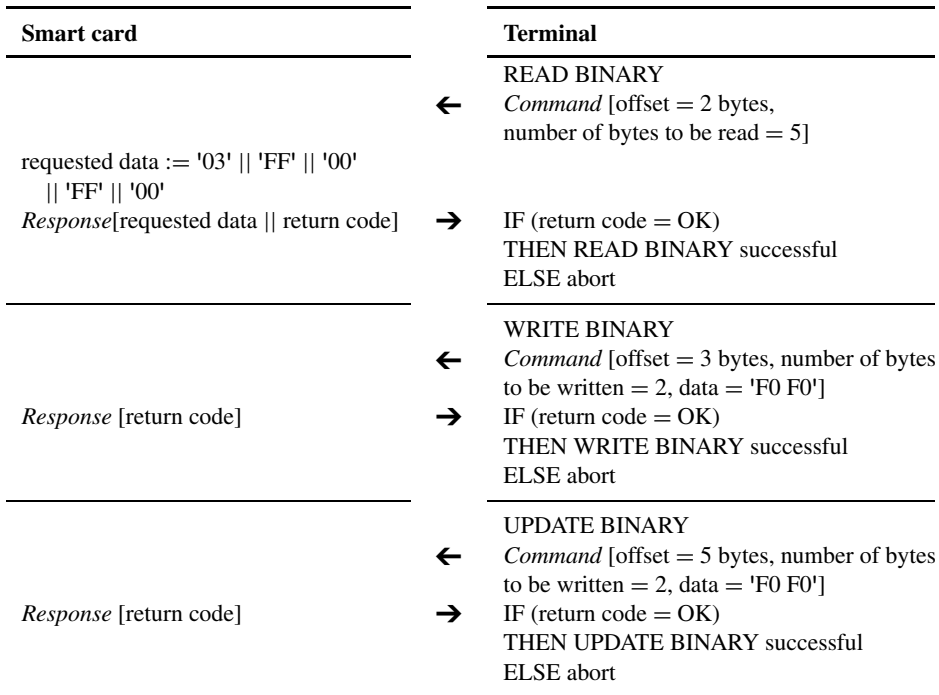 Smart card Terminal
READ BINARY
← Command [offset = 2 bytes,
number of bytes to be read = 5]
requested data := '03' || 'FF' || '00'
|| 'FF' || '00'
Response[requested data || return code] → IF (return code = OK)
THEN READ BINARY successful
ELSE abort
WRITE BINARY
← Command [offset = 3 bytes, number of bytes
to be written = 2, data = 'F0 F0']
Response [return code] → IF (return code = OK)
THEN WRITE BINARY successful
ELSE abort
UPDATE BINARY
← Command [offset = 5 bytes, number of bytes
to be written = 2, data = 'F0 F0']
Response [return code] → IF (return code = OK)
THEN UPDATE BINARY successful
ELSE abort